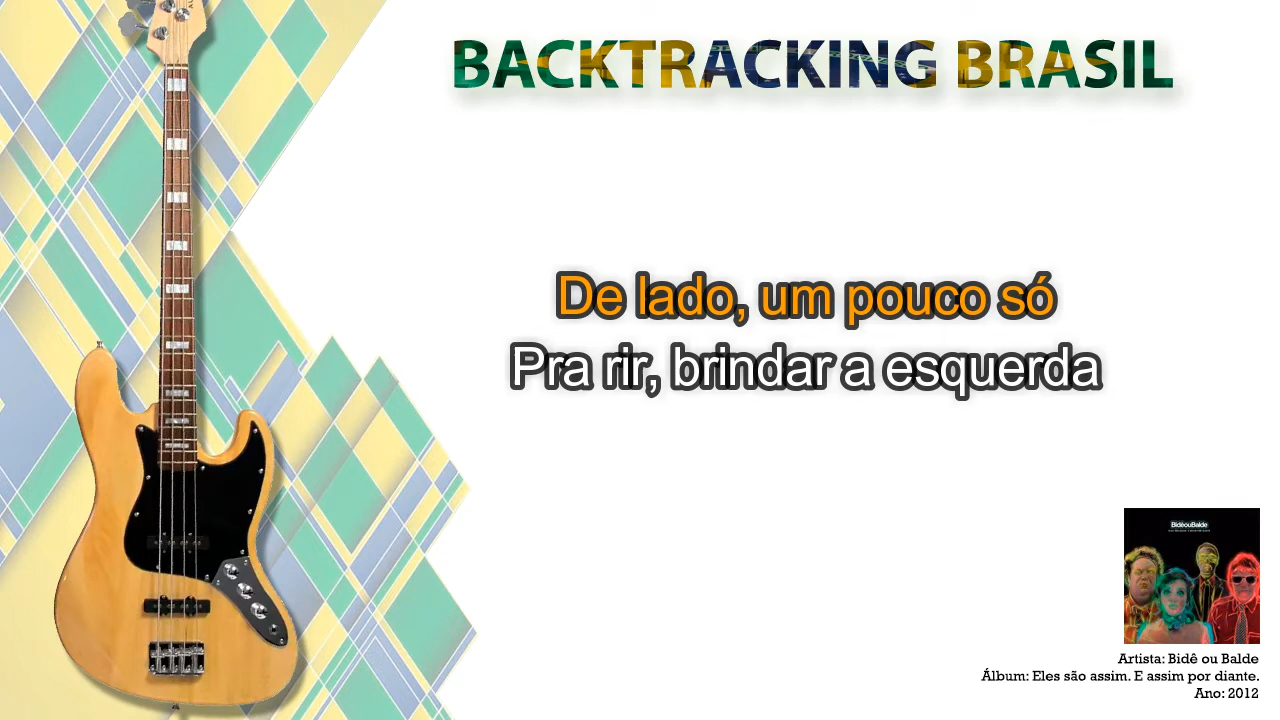 BACKTRACKING BRASIL
De lado, um pouco só
Pra rir, brindar a esquerda
BidêouBalde
Artista: Bidê ou Balde
Álbum: Eles são assim. E assim por diante.
Ano: 2012